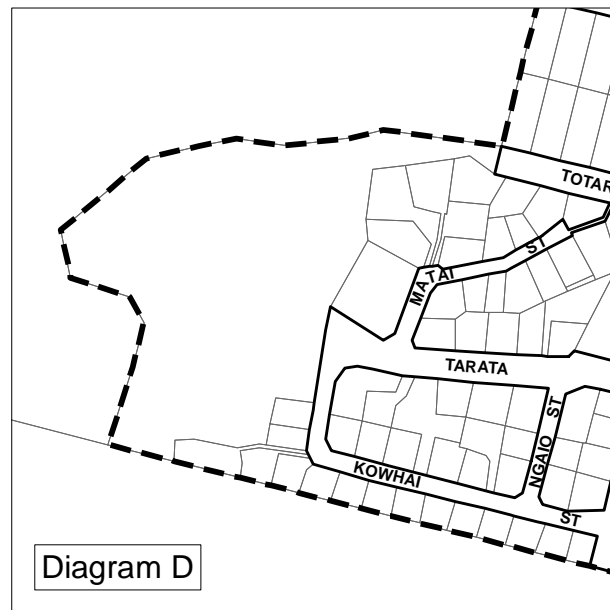 TOTAR
MATAI ST
TARATA
NGAIO ST
KOWHAI ST
Diagram D